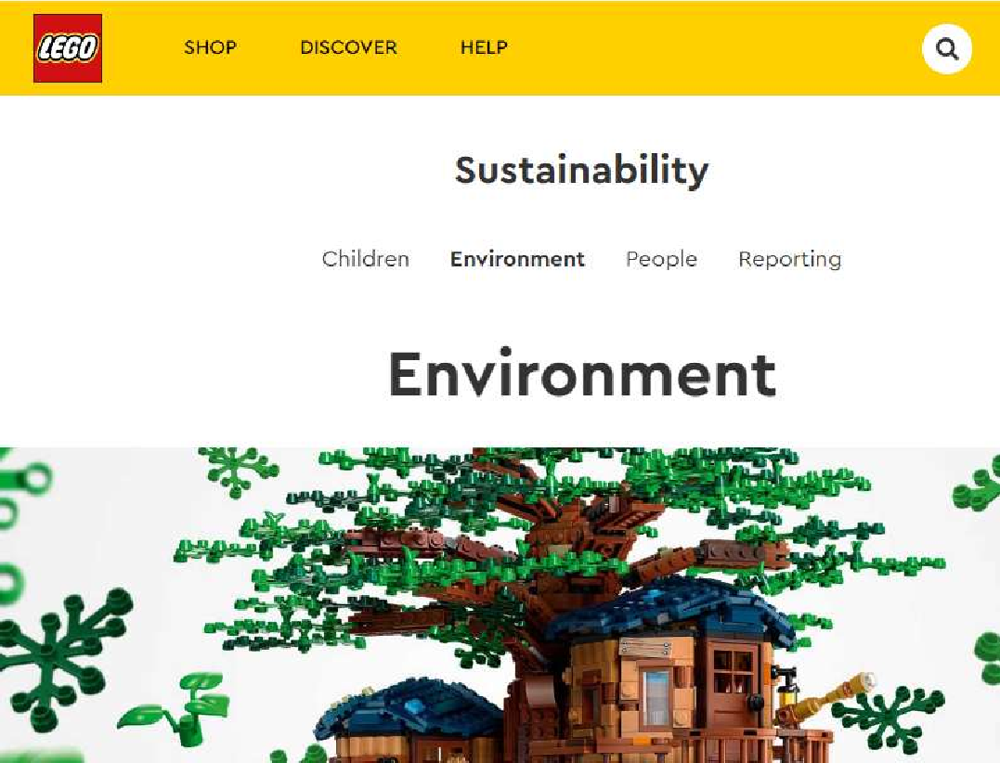 LEGO
SHOP DISCOVER HELP
Sustainability
Children Environment People Reporting
Environment